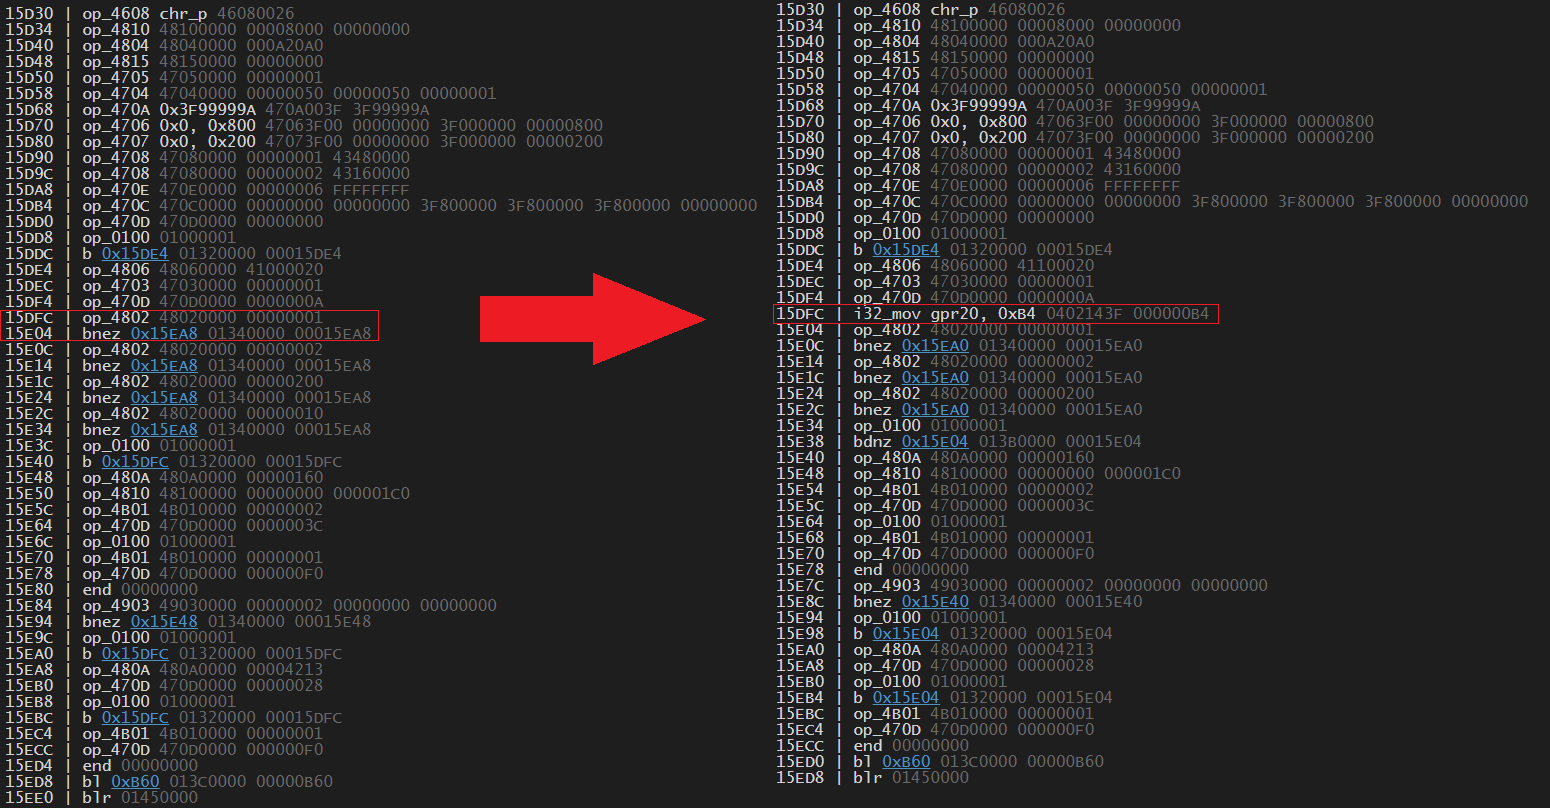 15D30 | op_4608 chr_p 46080026
15D34 | op_4810 48100000 00008000 00000000
15D40 | op_4804 48040000 000A20A0
15D48 | op_4815 48150000 00000000
15D50 | op_4705 47050000 00000001
15D58 | op_4704 47040000 00000050 00000050 00000001
15D68 | op_470A 0x3F99999A 470A003F 3F99999A
15D70 | op_4706 0x0, 0x800 47063F00 00000000 3F000000 00000800
15D80 | op_4707 0x0, 0x200 47073F00 00000000 3F000000 00000200
15D90 | op_4708 47080000 00000001 43480000
15D9C | op_4708 47080000 00000002 43160000
15DA8 | op_470E 470E0000 00000006 FFFFFFFF
15DB4 | op_470C 470C0000 00000000 00000000 3F800000 3F800000 3F800000 00000000
15DD0 | op_470D 470D0000 00000000
15DD8 | op_0100 01000001
15DDC | b 0x15DE4 01320000 00015DE4
15DE4 | op_4806 48060000 41000020
15DEC | op_4703 47030000 00000001
15DF4 | op_470D 470D0000 0000000A
15DFC | op_4802 48020000 00000001
15E04 | bnez 0x15EA8 01340000 00015EA8
15E0C | op_4802 48020000 00000002
15E14 | bnez 0x15EA8 01340000 00015EA8
15E1C | op_4802 48020000 00000200
15E24 | bnez 0x15EA8 01340000 00015EA8
15E2C | op_4802 48020000 00000010
15E34 | bnez 0x15EA8 01340000 00015EA8
15E3C | op_0100 01000001
15E40 | b 0x15DFC 01320000 00015DFC
15E48 | op_480A 480A0000 00000160
15E50 | op_4810 48100000 00000000 000001C0
15E5C | op_4B01 4B010000 00000002
15E64 | op_470D 470D0000 0000003C
15E6C | op_0100 01000001
15E70 | op_4B01 4B010000 00000001
15E78 | op_470D 470D0000 000000F0
15E80 | end 00000000
15E84 | op_4903 49030000 00000002 00000000 00000000
15E94 | bnez 0x15E48 01340000 00015E48
15E9C | op_0100 01000001
15EA0 | b 0x15DFC 01320000 00015DFC
15EA8 | op_480A 480A0000 00004213
15EB0 | op_470D 470D0000 00000028
15EB8 | op_0100 01000001
15EBC | b 0x15DFC 01320000 00015DFC
15EC4 | op_4B01 4B010000 00000001
15ECC | op_470D 470D0000 000000F0
15ED4 | end 00000000
15ED8 | bl 0xB60 013C0000 00000B60
15EE0 | blr 01450000
15D30 | op_4608 chr_p 46080026
15D34 | op_4810 48100000 00008000 00000000
15D40 | op_4804 48040000 000A20A0
15D48 | op_4815 48150000 00000000
15D50 | op_4705 47050000 00000001
15D58 | op_4704 47040000 00000050 00000050 00000001
15D68 | op_470A 0x3F99999A 470A003F 3F99999A
15D70 | op_4706 0x0, 0x800 47063F00 00000000 3F000000 00000800
15D80 | op_4707 0x0, 0x200 47073F00 00000000 3F000000 00000200
15D90 | op_4708 47080000 00000001 43480000
15D9C | op_4708 47080000 00000002 43160000
15DA8 | op_470E 470E0000 00000006 FFFFFFFF
15DB4 | op_470C 470C0000 00000000 00000000 3F800000 3F800000 3F800000 00000000
15DD0 | op_470D 470D0000 00000000
15DD8 | op_0100 01000001
15DDC | b 0x15DE4 01320000 00015DE4
15DE4 | op_4806 48060000 41100020
15DEC | op_4703 47030000 00000001
15DF4 | op_470D 470D0000 0000000A
15DFC | i32_mov gpr20, 0xB4 0402143F 000000B4
15E04 | op_4802 48020000 00000001
15E0C | bnez 0x15EA0 01340000 00015EA0
15E14 | op_4802 48020000 00000002
15E1C | bnez 0x15EA0 01340000 00015EA0
15E24 | op_4802 48020000 00000200
15E2C | bnez 0x15EA0 01340000 00015EA0
15E34 | op_0100 01000001
15E38 | bdnz 0x15E04 013B0000 00015E04
15E40 | op_480A 480A0000 00000160
15E48 | op_4810 48100000 00000000 000001C0
15E54 | op_4B01 4B010000 00000002
15E5C | op_470D 470D0000 0000003C
15E64 | op_0100 01000001
15E68 | op_4B01 4B010000 00000001
15E70 | op_470D 470D0000 000000F0
15E78 | end 00000000
15E7C | op_4903 49030000 00000002 00000000 00000000
15E8C | bnez 0x15E40 01340000 00015E40
15E94 | op_0100 01000001
15E98 | b 0x15E04 01320000 00015E04
15EA0 | op_480A 480A0000 00004213
15EA8 | op_470D 470D0000 00000028
15EB0 | op_0100 01000001
15EB4 | b 0x15E04 01320000 00015E04
15EBC | op_4B01 4B010000 00000001
15EC4 | op_470D 470D0000 000000F0
15ECC | end 00000000
15ED0 | bl 0xB60 013C0000 00000B60
15ED8 | blr 01450000